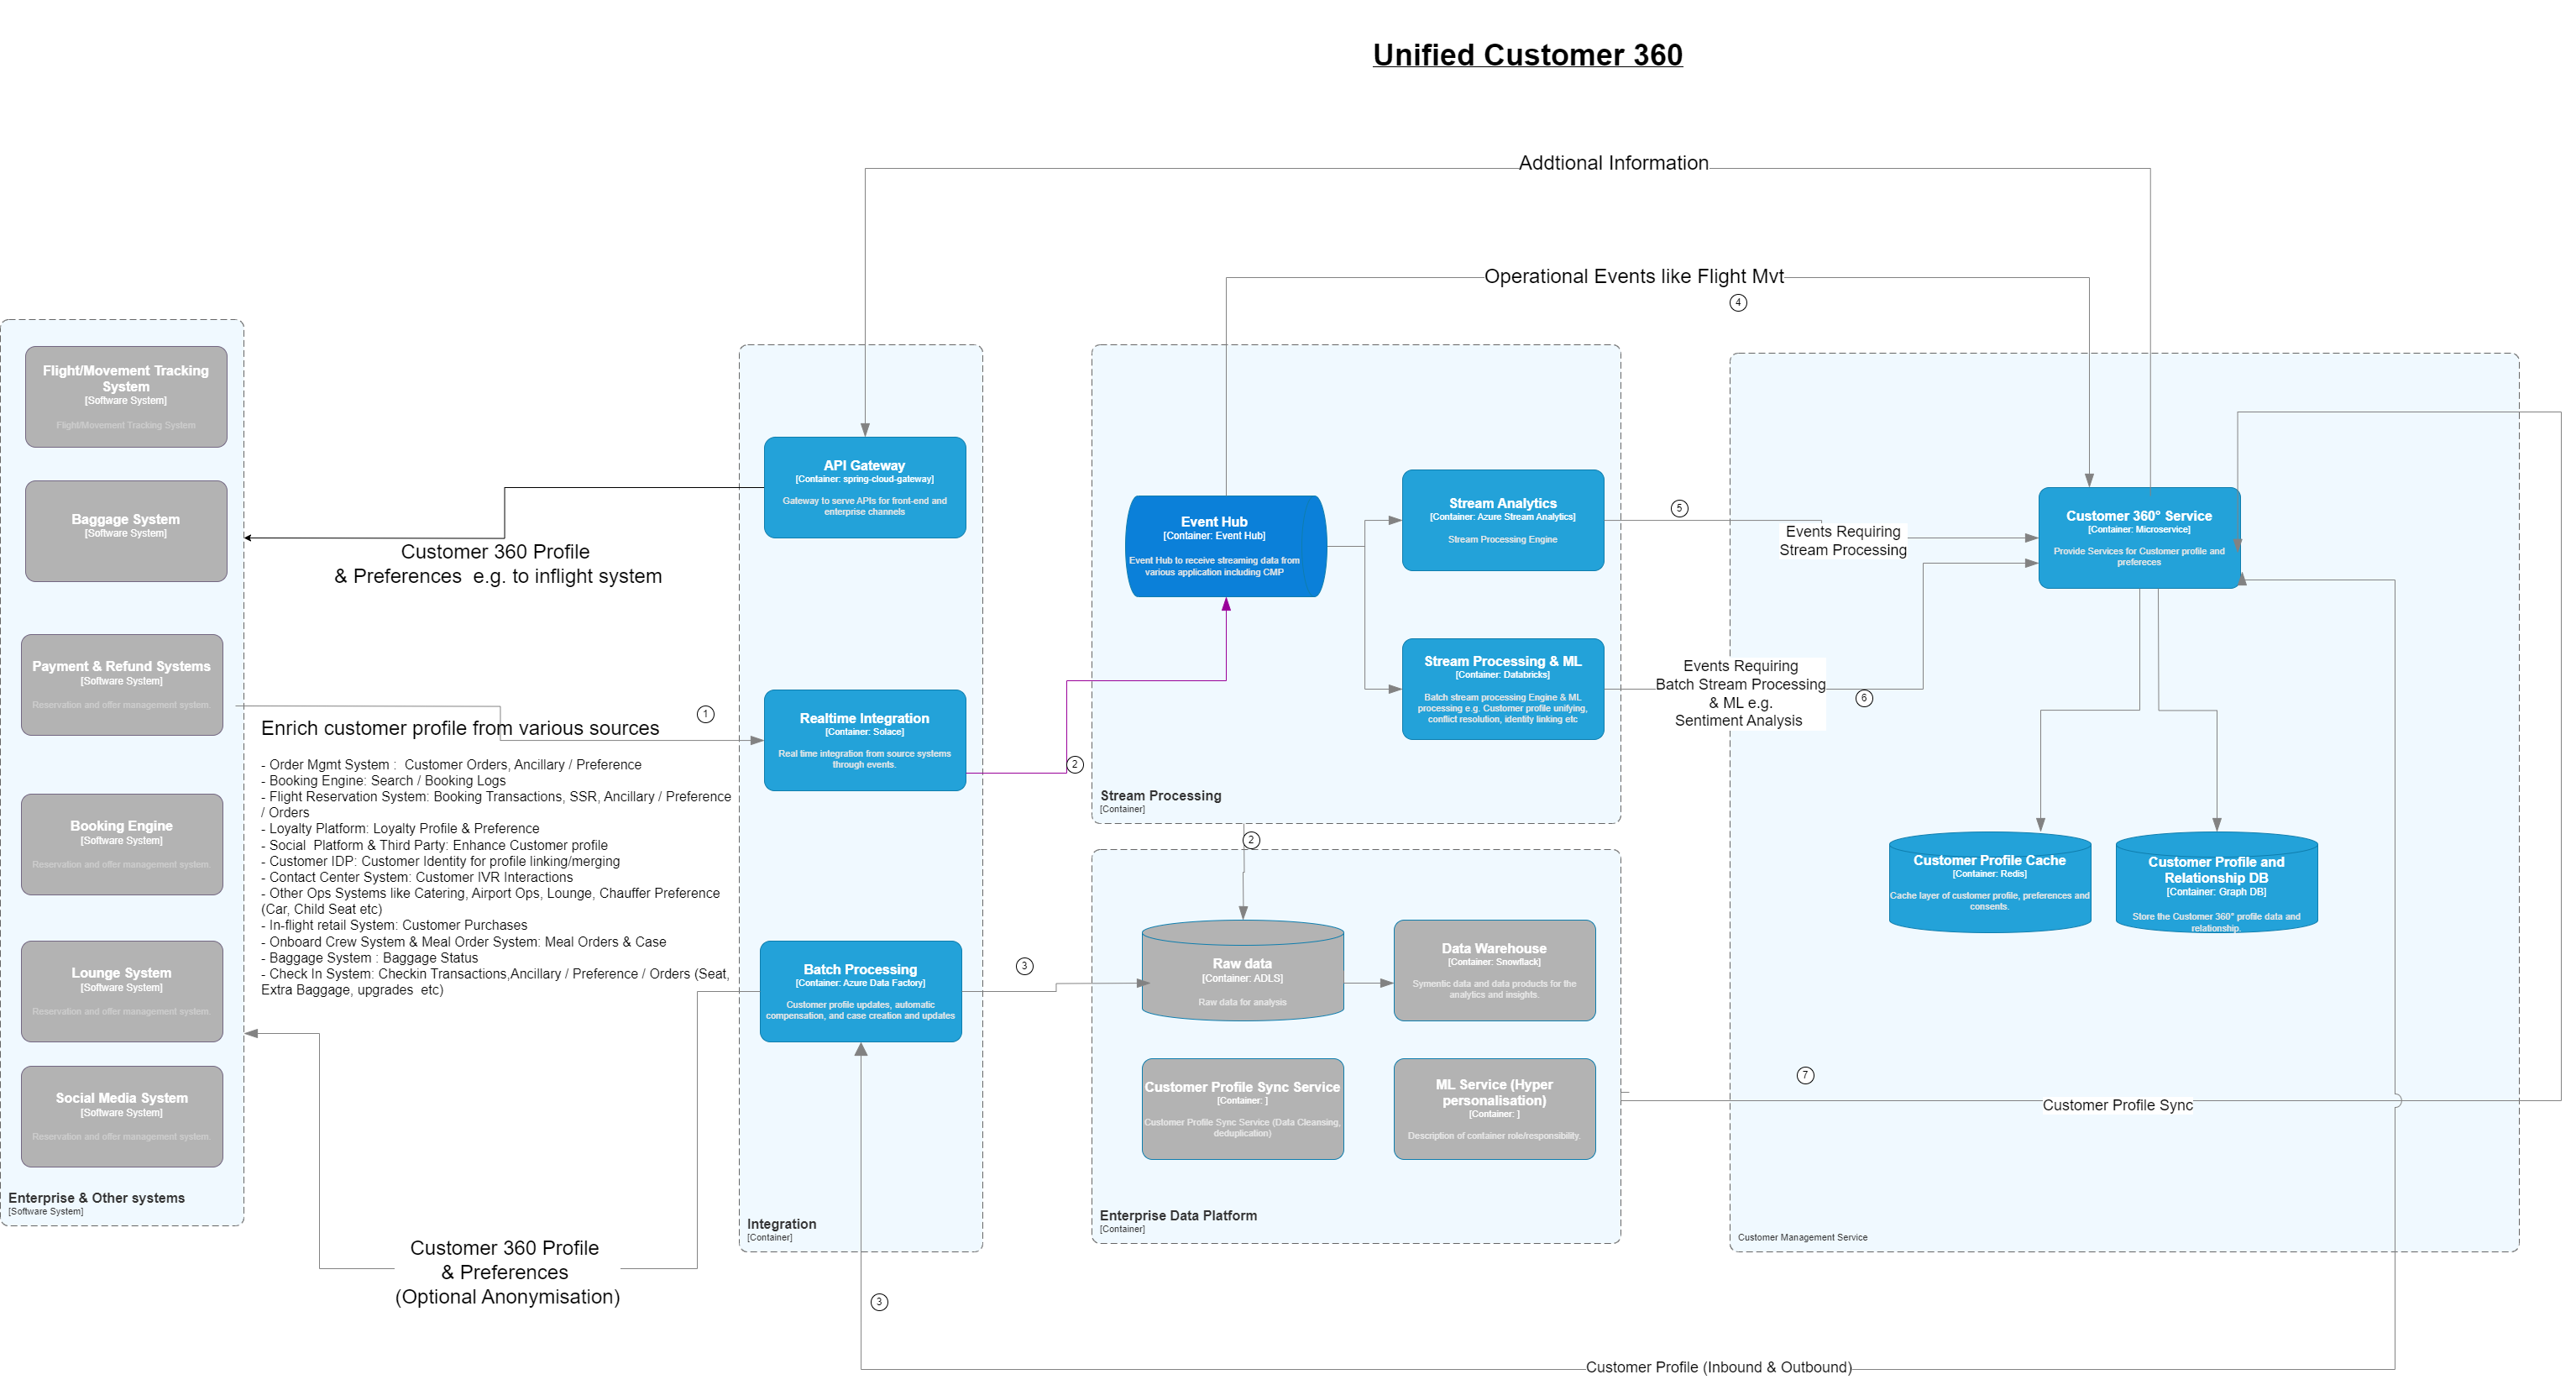 Unified Customer 360
Addtional Information
Operational Events like Flight Mvt
4
Flight/Movement Tracking
System
[Software System]
Flight/Movement Tracking System
Baggage System
[Software System]
Payment & Refund Systems
[Software System]
Reservation and offer management system.
Booking Engine
[Software System]
Reservation and offer management system.
Lounge System
[Software System]
Reservation and offer management system.
Social Media System
[Software System]
Reservation and offer management system.
Enterprise & Other systems
[Software System]
Customer 360 Profile
& Preferences e.g. to inflight system
1
Enrich customer profile from various sources
- Order Mgmt System : Customer Orders, Ancillary / Preference
- Booking Engine: Search / Booking Logs
- Flight Reservation System: Booking Transactions, SSR, Ancillary / Preference
/ Orders
- Loyalty Platform: Loyalty Profile & Preference
- Social Platform & Third Party: Enhance Customer profile
- Customer IDP: Customer Identity for profile linking/merging
- Contact Center System: Customer IVR Interactions
- Other Ops Systems like Catering, Airport Ops, Lounge, Chauffer Preference
(Car, Child Seat etc)
- In-flight retail System: Customer Purchases
- Onboard Crew System & Meal Order System: Meal Orders & Case
- Baggage System : Baggage Status
- Check In System: Checkin Transactions,Ancillary / Preference / Orders (Seat,
Extra Baggage, upgrades etc)
Customer 360 Profile
& Preferences
(Optional Anonymisation)
API Gateway
[Container: spring-cloud-gateway]
Gateway to serve APIs for front-end and
enterprise channels
Realtime Integration
[Container: Solace]
Real time integration from source systems
through events.
Batch Processing
[Container: Azure Data Factory]
Customer profile updates, automatic
compensation, and case creation and updates
Integration
[Container]
2
3
3
Event Hub
[Container: Event Hub]
Event Hub to receive streaming data from
various application including CMP
Stream Analytics
[Container: Azure Stream Analytics]
Stream Processing Engine
Stream Processing & ML
[Container: Databricks]
Batch stream processing Engine & ML
processing e.g. Customer profile unifying,
conflict resolution, identity linking etc
Stream Processing
[Container]
2
Raw data
[Container: ADLS]
Raw data for analysis
Data Warehouse
[Container: Snowflack]
Symentic data and data products for the
analytics and insights.
Customer Profile Sync Service
[Container: ]
Customer Profile Sync Service (Data Cleansing,
deduplication)
ML Service (Hyper
personalisation)
[Container: ]
Description of container role/responsibility.
Enterprise Data Platform
[Container]
5
Events Requiring
Stream Processing
Events Requiring
Batch Stream Processing
& ML e.g.
Sentiment Analysis
6
Customer 360° Service
[Container: Microservice]
Provide Services for Customer profile and
prefereces
Customer Profile Cache
[Container: Redis]
Cache layer of customer profile, preferences and
consents.
Customer Profile and
Relationship DB
[Container: Graph DB]
Store the Customer 360° profile data and
relationship.
7
Customer Profile Sync
Customer Management Service
Customer Profile (Inbound & Outbound)